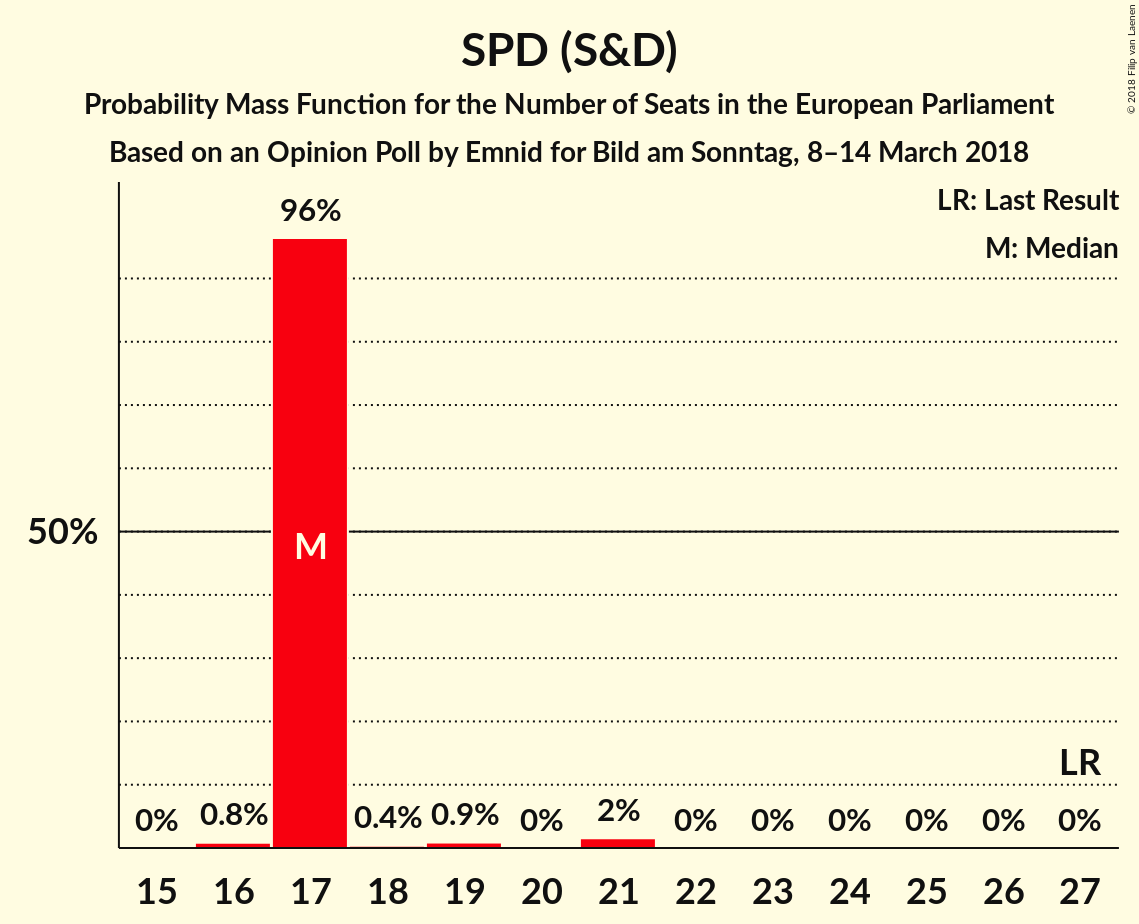 SPD (S&D)
Probability Mass Function for the Number of Seats in the European Parliament
Based on an Opinion Poll by Emnid for Bild am Sonntag, 8–14 March 2018
© 2018 Filip van Laenen
LR: Last Result
M: Median
96%
50%
M
LR
0% 0.8% 0.4% 0.9% 0% 2% 0% 0% 0% 0% 0% 0%
15 16 17 18 19 20 21 22 23 24 25 26 27